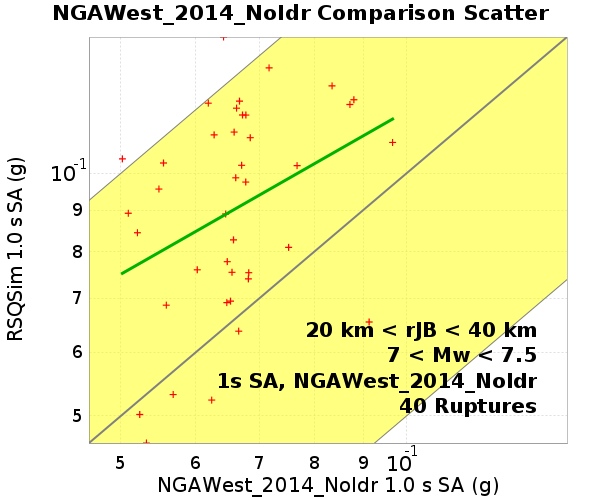 NGAWest_2014_NoIdr Comparison Scatter
RSQSim 1.0 s SA (g)
10-1
9
8
7
6
5
20 km < rJB < 40 km
7 < Mw < 7.5
1s SA, NGAWest_2014_NoIdr
40 Ruptures
5 6 7 8 9 10-1
NGAWest_2014_NoIdr 1.0 s SA (g)